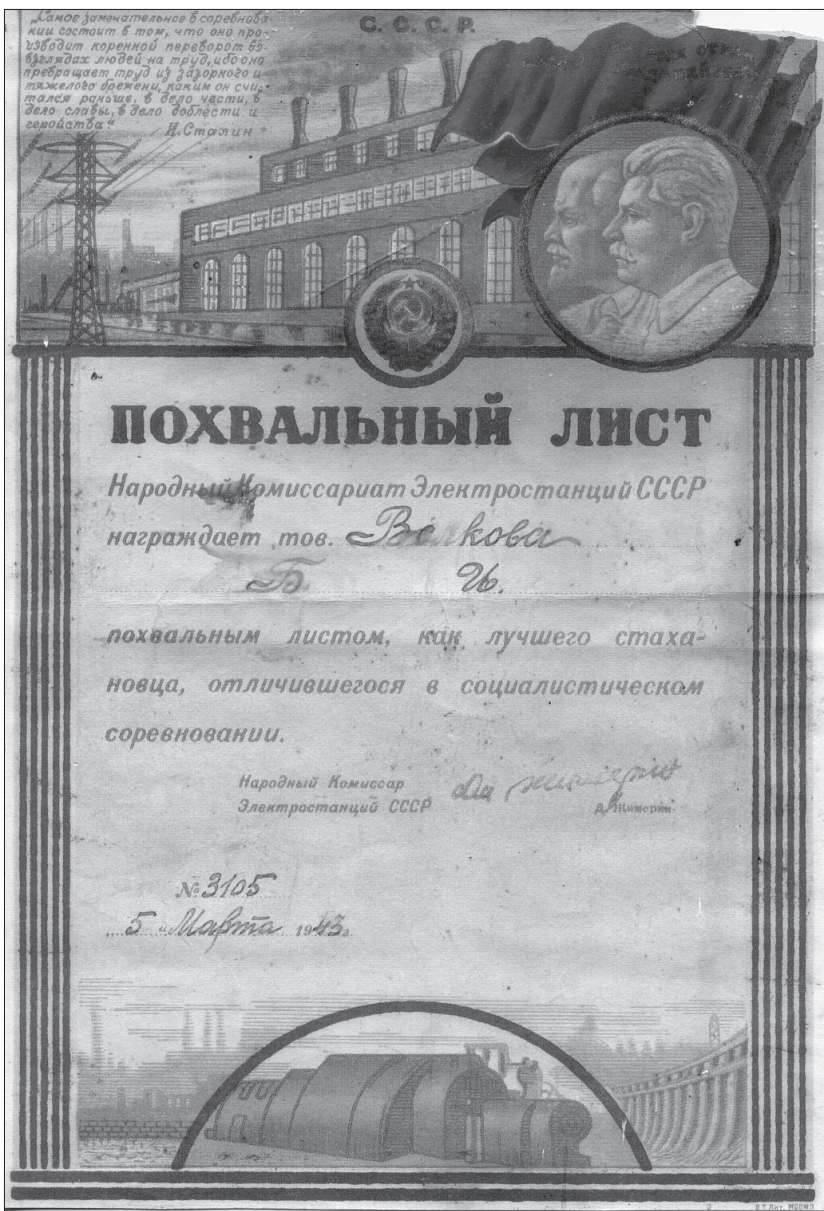 „Самое замечательное в соревнова-
нии состоит в том, что оно про-
изводит коренной переворот во
взглядах людей на труд, ибо оно
превращает труд из зазорного и
тяжелого бремени, каким он счи-
тался раньше, в дело чести, в
дело славы, в дело доблести и
геройства“.
И. Сталин
С. С. С. Р.
ПОХВАЛЬНЫЙ ЛИСТ
Народный Комиссариат Электростанций СССР
награждает тов. Волкова
Б. И.
похвальным листом, как лучшего стаха-
новца, отличившегося в социалистическом
соревновании.
Народный Комиссар
Электростанций СССР
Д. Жимерин
№ 3105
„5“ Марта 1943 г.